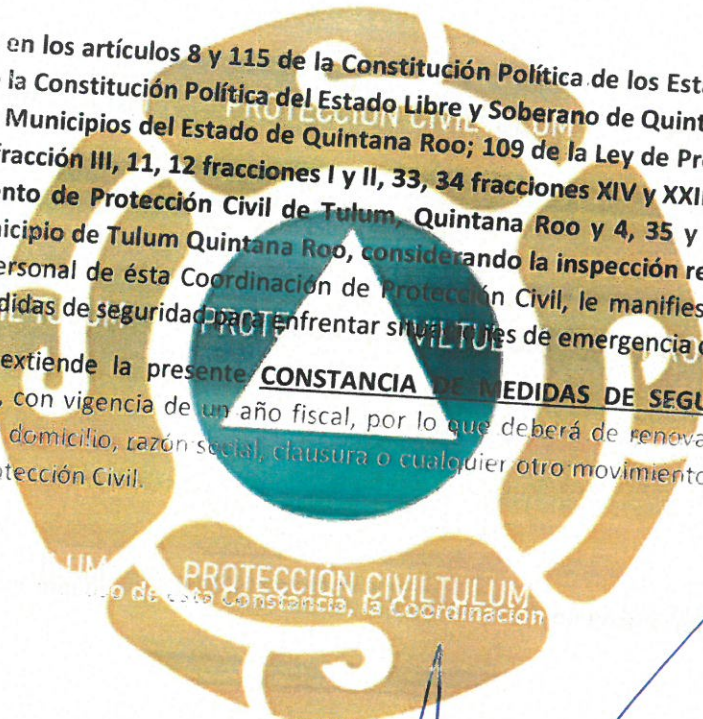 en los artículos 8 y 115 de la Constitución Política de los Est
la Constitución Política del Estado Libre y Soberano de Quint
Municipios del Estado de Quintana Roo; 109 de la Ley de Pr
fracción III, 11, 12 fracciones I y II, 33, 34 fracciones XIV y XXI
nto de Protección Civil de Tulum, Quintana Roo y 4, 35 y
nicipio de Tulum Quintana Roo, considerando la inspección re
ersonal de ésta Coordinación de Protección Civil, le manifies
didas de seguridad para enfrentar situaciones de emergencia
extiende la presente CONSTANCIA DE MEDIDAS DE SEGU
, con vigencia de un año fiscal, por lo que deberá de renova
domicilio, razón social, clausura o cualquier otro movimiento
tección Civil.
PROTECCIÓN CIVILTULUM
de esta Constancia, la Coordinación